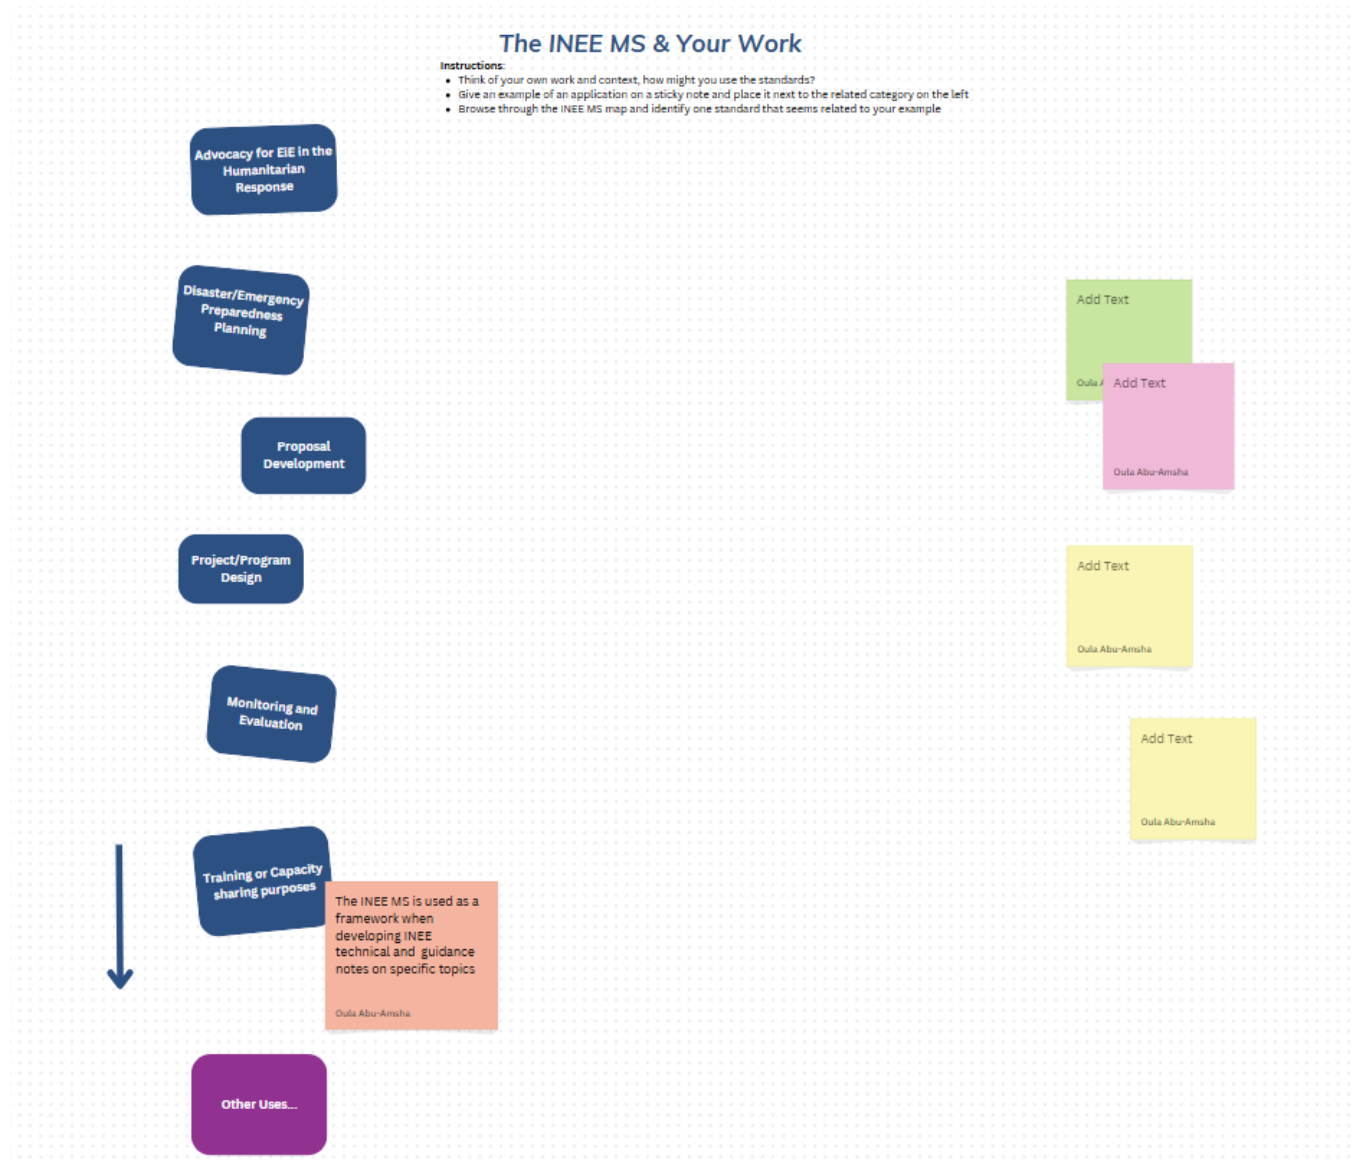 The INEE MS & Your Work
Instructions:
• Think of your own work and context, how might you use the standards?
• Give an example of an application on a sticky note and place it next to the related category on the left
• Browse through the INEE MS map and identify one standard that seems related to your example
Advocacy for EiE in the
Humanitarian
Response
Disaster/Emergency
Preparedness
Planning
Add Text
Oula A
Add Text
Oula Abu-Amsha
Proposal
Development
Project/Program
Design
Add Text
Oula Abu-Amsha
Monitoring and
Evaluation
Add Text
Oula Abu-Amsha
Training or Capacity
sharing purposes
The INEE MS is used as a
framework when
developing INEE
technical and guidance
notes on specific topics
Oula Abu-Amsha
Other Uses...